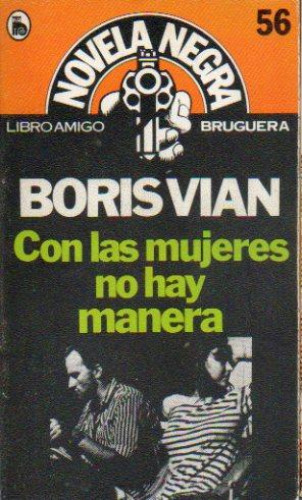 56
NOVELA NEGRA
LIBRO AMIGO BRUGUERA
BORIS VIAN
Con las mujeres
no hay
manera